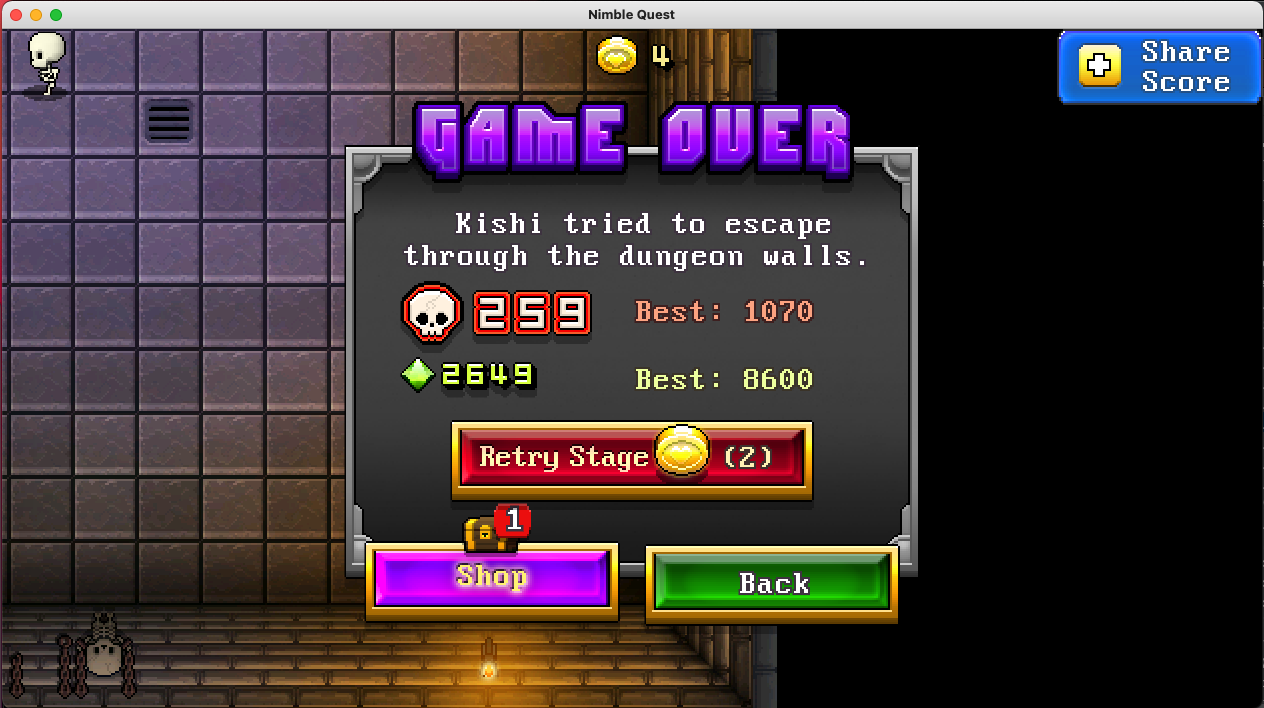 Nimble Quest
4
Share
Score
GAME OVER
Kishi tried to escape
through the dungeon walls.
259 Best: 1070
2649 Best: 8600
Retry Stage (2)
1
Shop
Back